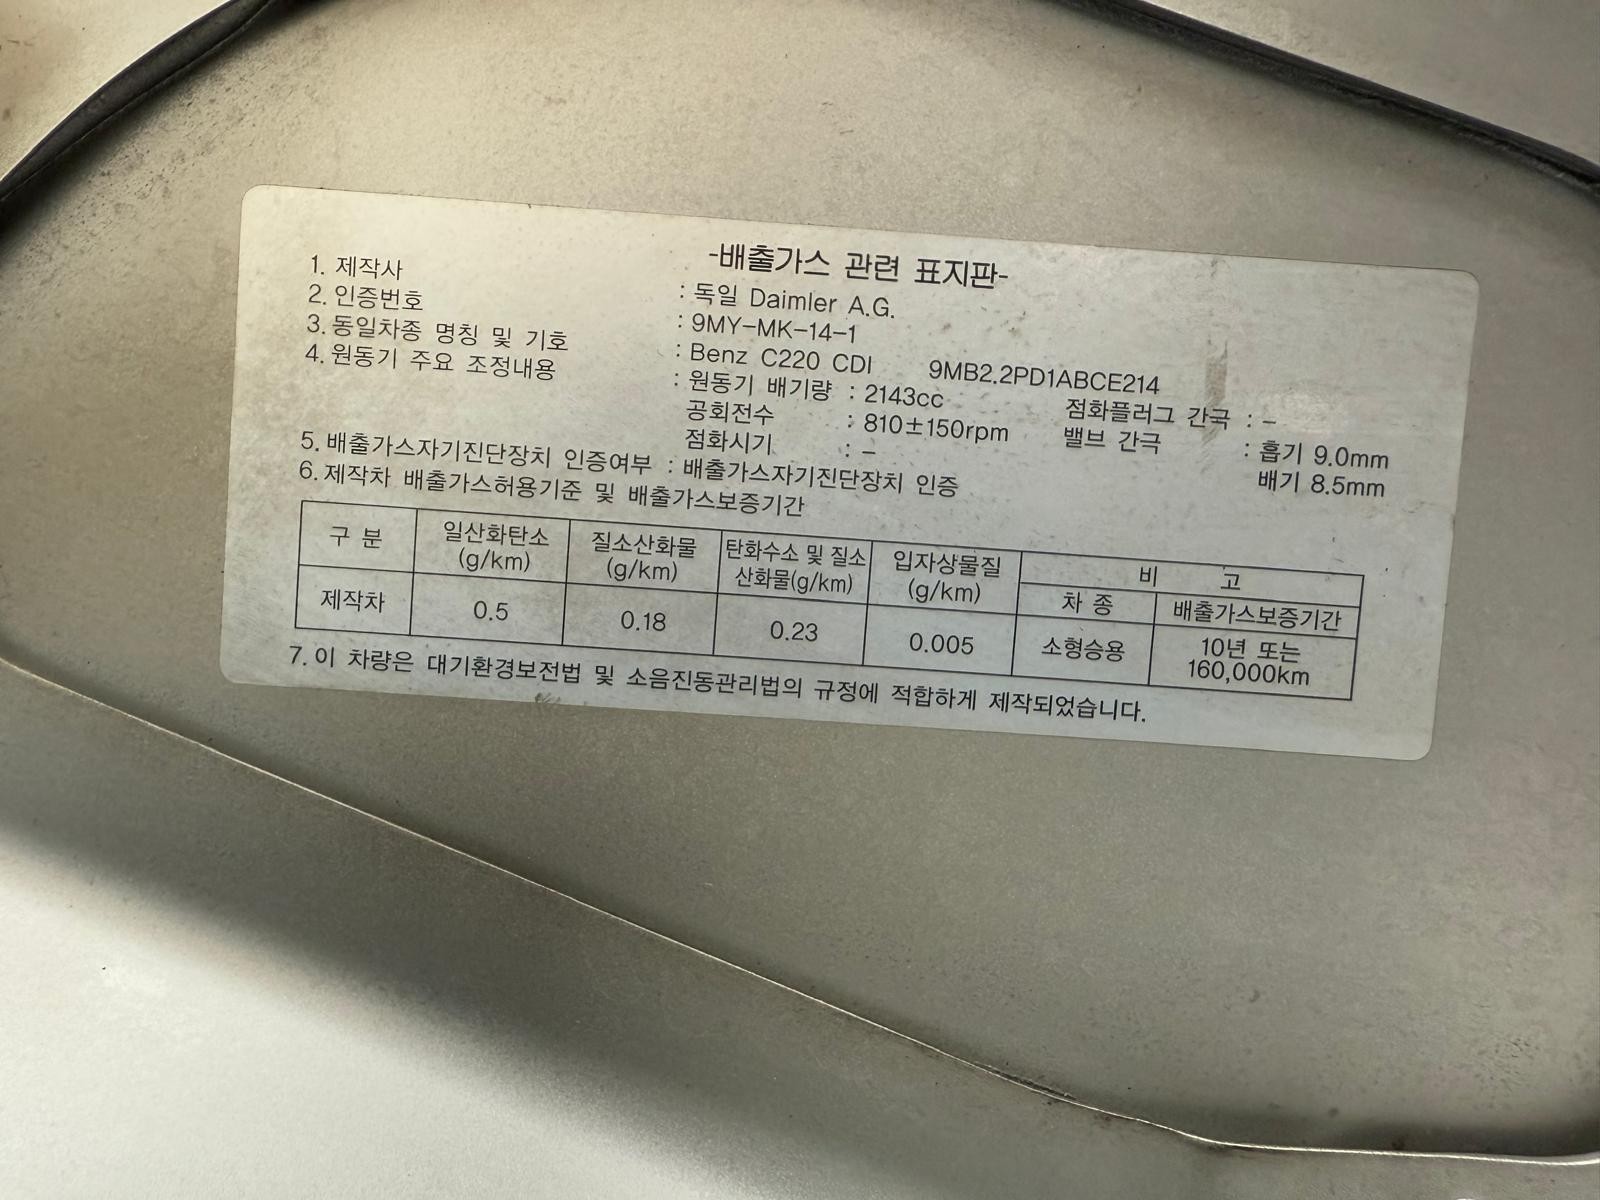 -배출가스 관련 표지판-
1. 제작사 : 독일 Daimler A.G.
2. 인증번호 : 9MY-MK-14-1
3. 동일차종 명칭 및 기호 : Benz C220 CDI 9MB2.2PD1ABCE214
4. 원동기 주요 조정내용 : 원동기 배기량 : 2143cc 점화플러그 간국 : -
공회전수 : 810±150rpm 밸브 간극 : 흡기 9.0mm
점화시기 : - 배기 8.5mm
5. 배출가스자기진단장치 인증여부 : 배출가스자기진단장치 인증
6. 제작차 배출가스허용기준 및 배출가스보증기간
구 분 일산화탄소 (g/km) 질소산화물 (g/km) 탄화수소 및 질소 산화물(g/km) 입자상물질 (g/km) 비 고
차 종 배출가스보증기간
제작차 0.5 0.18 0.23 0.005 소형승용 10년 또는 160,000km
7. 이 차량은 대기환경보전법 및 소음진동관리법의 규정에 적합하게 제작되었습니다.